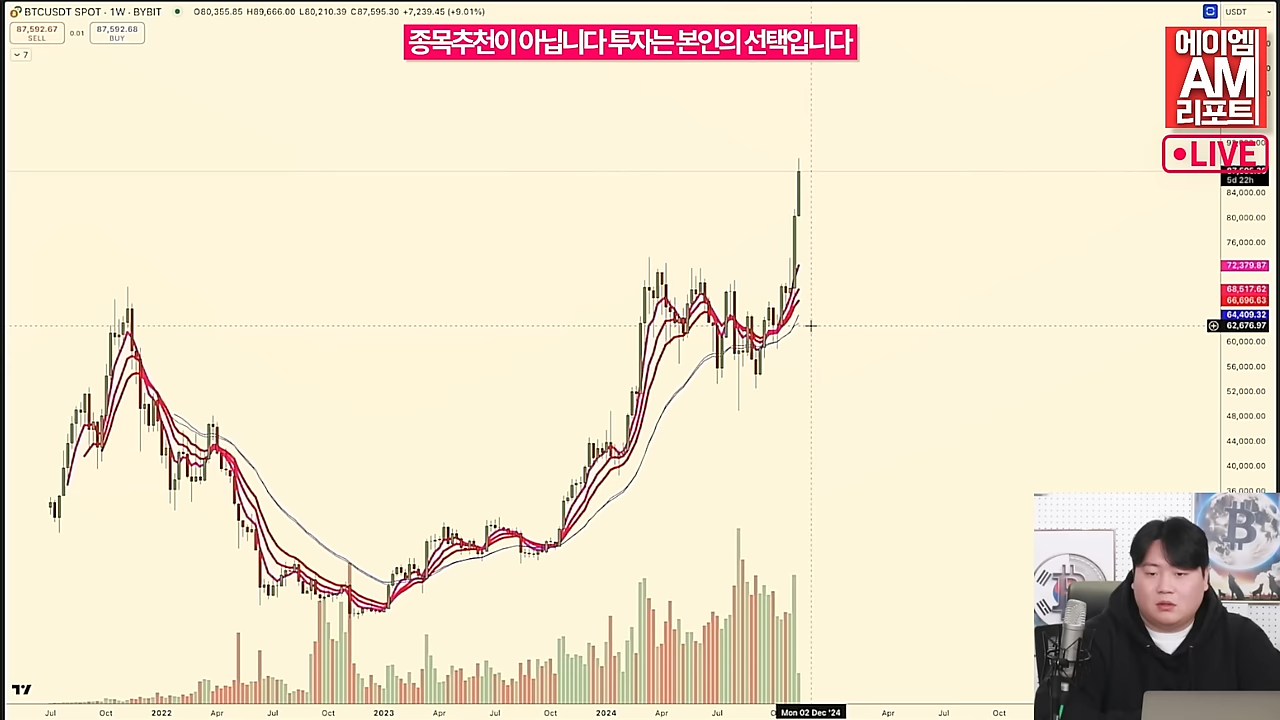 BTCUSDT SPOT · 1W · BYBIT O80,355.85 H89,666.00 L80,210.39 C87,595.30 +7,239.45 (+9.01%)
USDT
87,592.67
SELL
0.01
87,592.68
BUY
7
종목추천이 아닙니다 투자는 본인의 선택입니다
에이엠
AM
리포트
LIVE
5d 22h
84,000.00
80,000.00
76,000.00
72,379.87
68,517.62
66,696.63
64,409.32
62,676.97
60,000.00
56,000.00
52,000.00
48,000.00
44,000.00
40,000.00
36,000.00
Jul Oct 2022 Apr Jul Oct 2023 Apr Jul Oct 2024 Apr Jul Mon 02 Dec '24 Apr Jul Oct